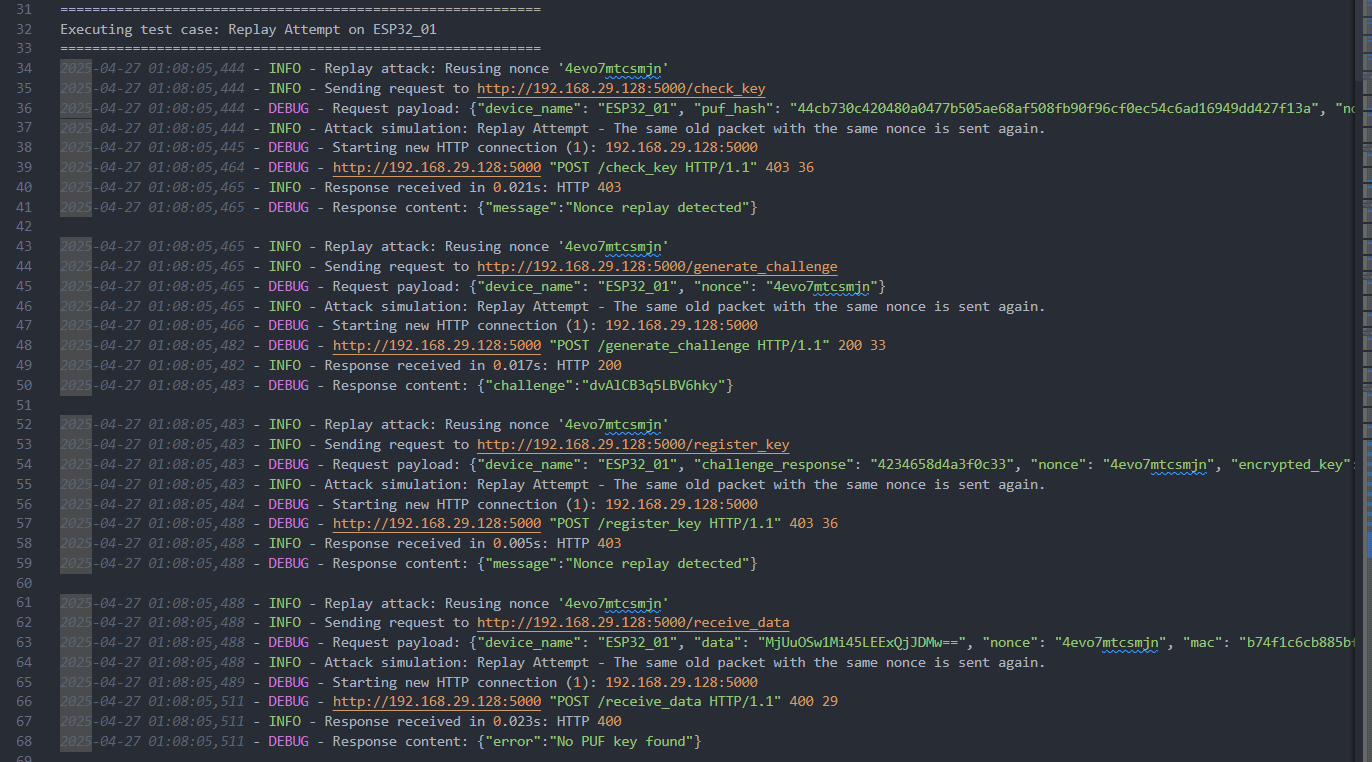 31 ============================================================
32 Executing test case: Replay Attempt on ESP32_01
33 ============================================================
34 2025-04-27 01:08:05,444 - INFO - Replay attack: Reusing nonce '4evo7mtcsmjn'
35 2025-04-27 01:08:05,444 - INFO - Sending request to http://192.168.29.128:5000/check_key
36 2025-04-27 01:08:05,444 - DEBUG - Request payload: {"device_name": "ESP32_01", "puf_hash": "44cb730c420480a0477b505ae68af508fb90f96cf0ec54c6ad16949dd427f13a", "no
37 2025-04-27 01:08:05,444 - INFO - Attack simulation: Replay Attempt - The same old packet with the same nonce is sent again.
38 2025-04-27 01:08:05,445 - DEBUG - Starting new HTTP connection (1): 192.168.29.128:5000
39 2025-04-27 01:08:05,464 - DEBUG - http://192.168.29.128:5000 "POST /check_key HTTP/1.1" 403 36
40 2025-04-27 01:08:05,465 - INFO - Response received in 0.021s: HTTP 403
41 2025-04-27 01:08:05,465 - DEBUG - Response content: {"message":"Nonce replay detected"}
42
43 2025-04-27 01:08:05,465 - INFO - Replay attack: Reusing nonce '4evo7mtcsmjn'
44 2025-04-27 01:08:05,465 - INFO - Sending request to http://192.168.29.128:5000/generate_challenge
45 2025-04-27 01:08:05,465 - DEBUG - Request payload: {"device_name": "ESP32_01", "nonce": "4evo7mtcsmjn"}
46 2025-04-27 01:08:05,465 - INFO - Attack simulation: Replay Attempt - The same old packet with the same nonce is sent again.
47 2025-04-27 01:08:05,466 - DEBUG - Starting new HTTP connection (1): 192.168.29.128:5000
48 2025-04-27 01:08:05,482 - DEBUG - http://192.168.29.128:5000 "POST /generate_challenge HTTP/1.1" 200 33
49 2025-04-27 01:08:05,482 - INFO - Response received in 0.017s: HTTP 200
50 2025-04-27 01:08:05,483 - DEBUG - Response content: {"challenge":"dvAlCB3q5LBV6hky"}
51
52 2025-04-27 01:08:05,483 - INFO - Replay attack: Reusing nonce '4evo7mtcsmjn'
53 2025-04-27 01:08:05,483 - INFO - Sending request to http://192.168.29.128:5000/register_key
54 2025-04-27 01:08:05,483 - DEBUG - Request payload: {"device_name": "ESP32_01", "challenge_response": "4234658d4a3f0c33", "nonce": "4evo7mtcsmjn", "encrypted_key":
55 2025-04-27 01:08:05,483 - INFO - Attack simulation: Replay Attempt - The same old packet with the same nonce is sent again.
56 2025-04-27 01:08:05,484 - DEBUG - Starting new HTTP connection (1): 192.168.29.128:5000
57 2025-04-27 01:08:05,488 - DEBUG - http://192.168.29.128:5000 "POST /register_key HTTP/1.1" 403 36
58 2025-04-27 01:08:05,488 - INFO - Response received in 0.005s: HTTP 403
59 2025-04-27 01:08:05,488 - DEBUG - Response content: {"message":"Nonce replay detected"}
60
61 2025-04-27 01:08:05,488 - INFO - Replay attack: Reusing nonce '4evo7mtcsmjn'
62 2025-04-27 01:08:05,488 - INFO - Sending request to http://192.168.29.128:5000/receive_data
63 2025-04-27 01:08:05,488 - DEBUG - Request payload: {"device_name": "ESP32_01", "data": "MjUuOSw1Mi45LEExQjJDMw==", "nonce": "4evo7mtcsmjn", "mac": "b74f1c6cb885bf
64 2025-04-27 01:08:05,488 - INFO - Attack simulation: Replay Attempt - The same old packet with the same nonce is sent again.
65 2025-04-27 01:08:05,489 - DEBUG - Starting new HTTP connection (1): 192.168.29.128:5000
66 2025-04-27 01:08:05,511 - DEBUG - http://192.168.29.128:5000 "POST /receive_data HTTP/1.1" 400 29
67 2025-04-27 01:08:05,511 - INFO - Response received in 0.023s: HTTP 400
68 2025-04-27 01:08:05,511 - DEBUG - Response content: {"error":"No PUF key found"}
69